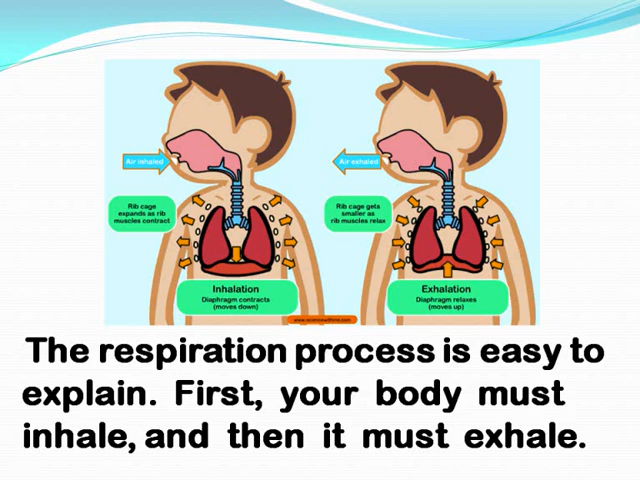 Air inhaled
Rib cage
expands as rib
muscles contract
Inhalation
Diaphragm contracts
(moves down)
Air exhaled
Rib cage gets
smaller as
rib muscles relax
Exhalation
Diaphragm relaxes
(moves up)
The respiration process is easy to
explain. First, your body must
inhale, and then it must exhale.